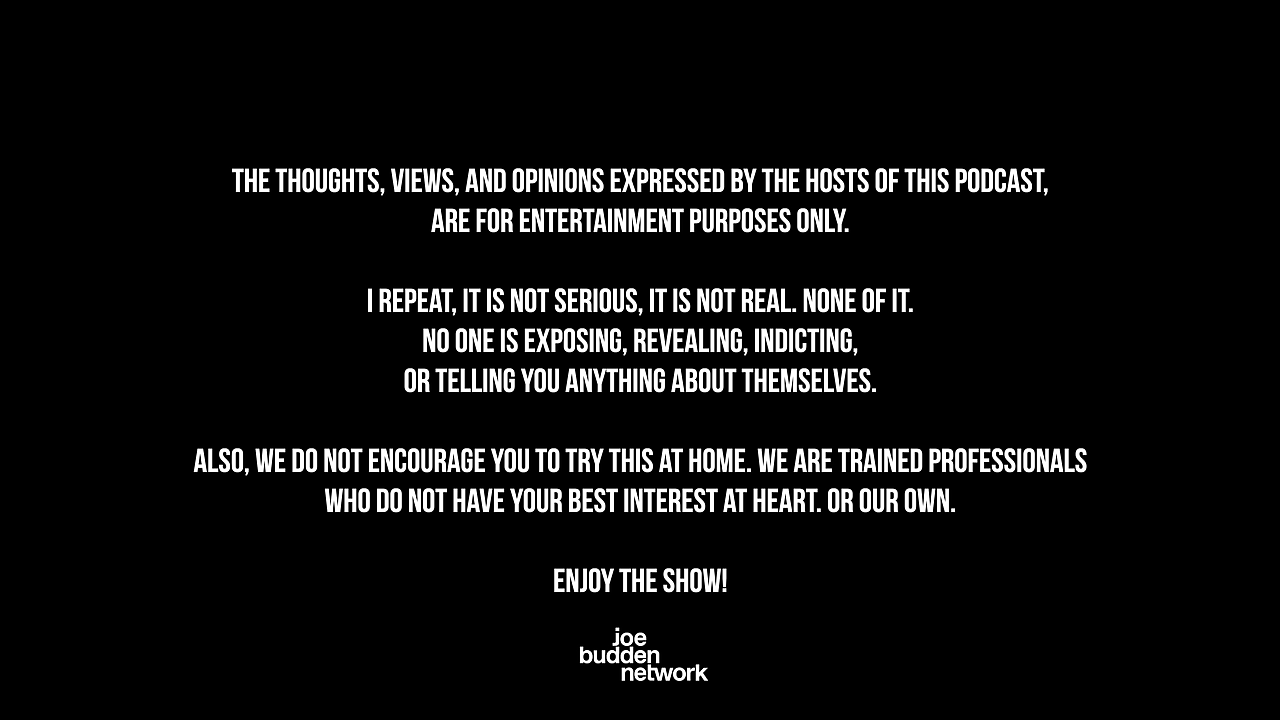 THE THOUGHTS, VIEWS, AND OPINIONS EXPRESSED BY THE HOSTS OF THIS PODCAST,
ARE FOR ENTERTAINMENT PURPOSES ONLY.
I REPEAT, IT IS NOT SERIOUS, IT IS NOT REAL. NONE OF IT.
NO ONE IS EXPOSING, REVEALING, INDICTING,
OR TELLING YOU ANYTHING ABOUT THEMSELVES.
ALSO, WE DO NOT ENCOURAGE YOU TO TRY THIS AT HOME. WE ARE TRAINED PROFESSIONALS
WHO DO NOT HAVE YOUR BEST INTEREST AT HEART. OR OUR OWN.
ENJOY THE SHOW!
joe
budden
network